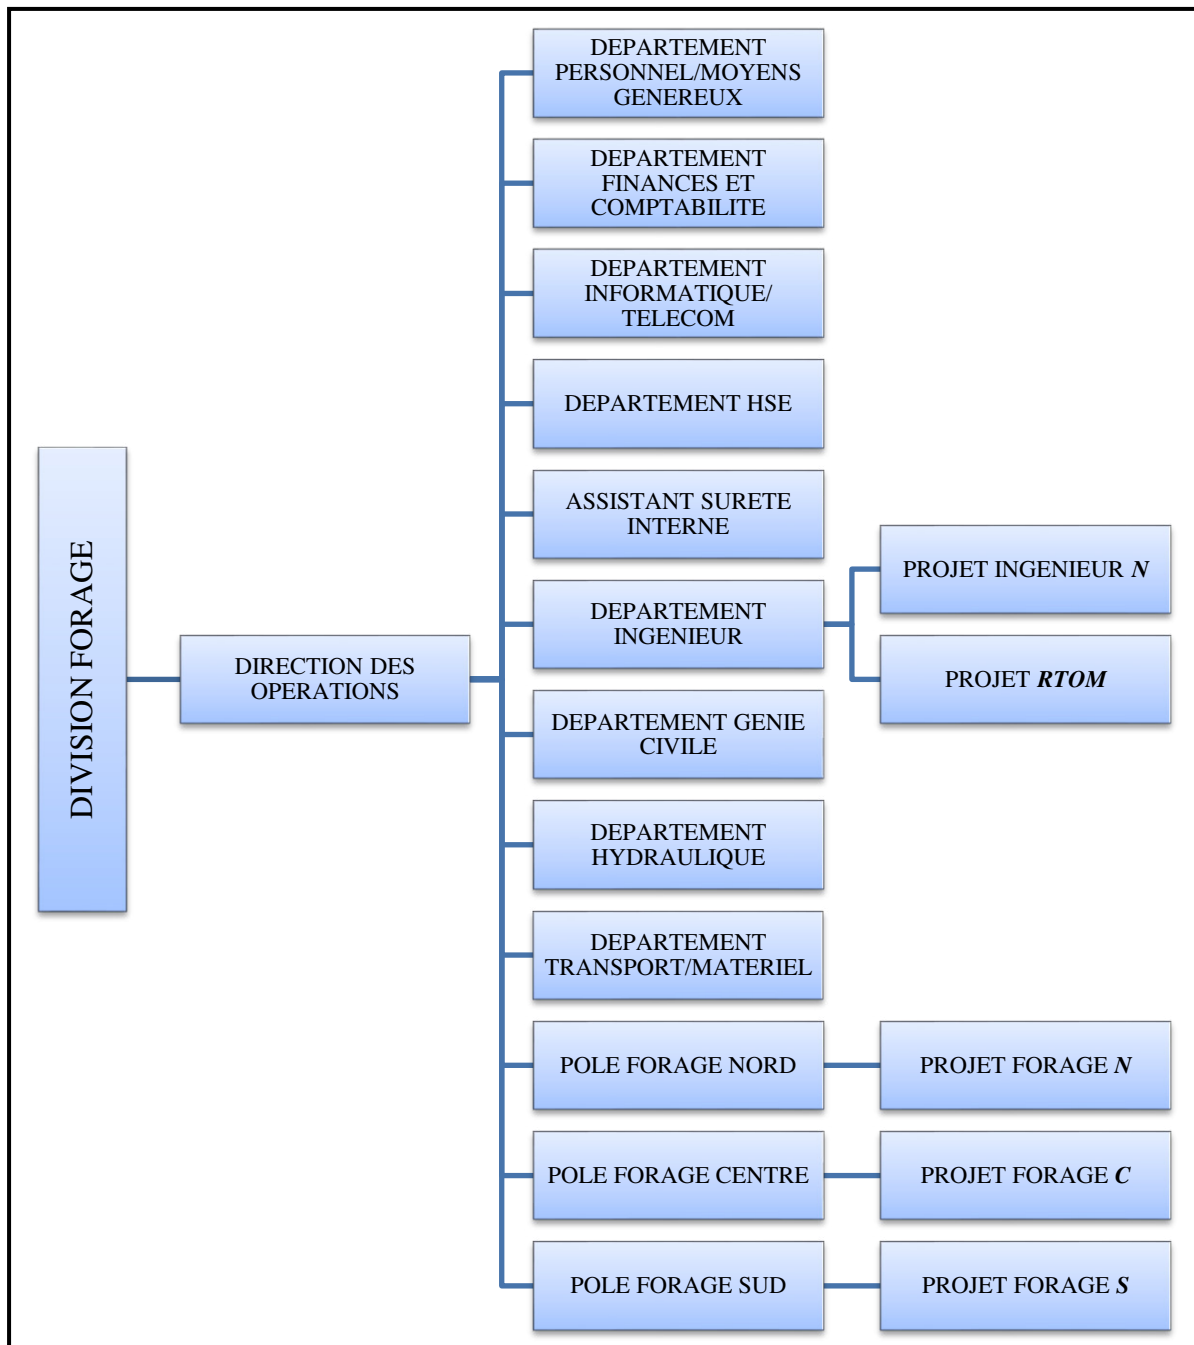 DIVISION FORAGE
DIRECTION DES
OPERATIONS
DEPARTEMENT
PERSONNEL/MOYENS
GENEREUX
DEPARTEMENT
FINANCES ET
COMPTABILITE
DEPARTEMENT
INFORMATIQUE/
TELECOM
DEPARTEMENT HSE
ASSISTANT SURETE
INTERNE
DEPARTEMENT
INGENIEUR
PROJET INGENIEUR N
PROJET RTOM
DEPARTEMENT GENIE
CIVILE
DEPARTEMENT
HYDRAULIQUE
DEPARTEMENT
TRANSPORT/MATERIEL
POLE FORAGE NORD
PROJET FORAGE N
POLE FORAGE CENTRE
PROJET FORAGE C
POLE FORAGE SUD
PROJET FORAGE S